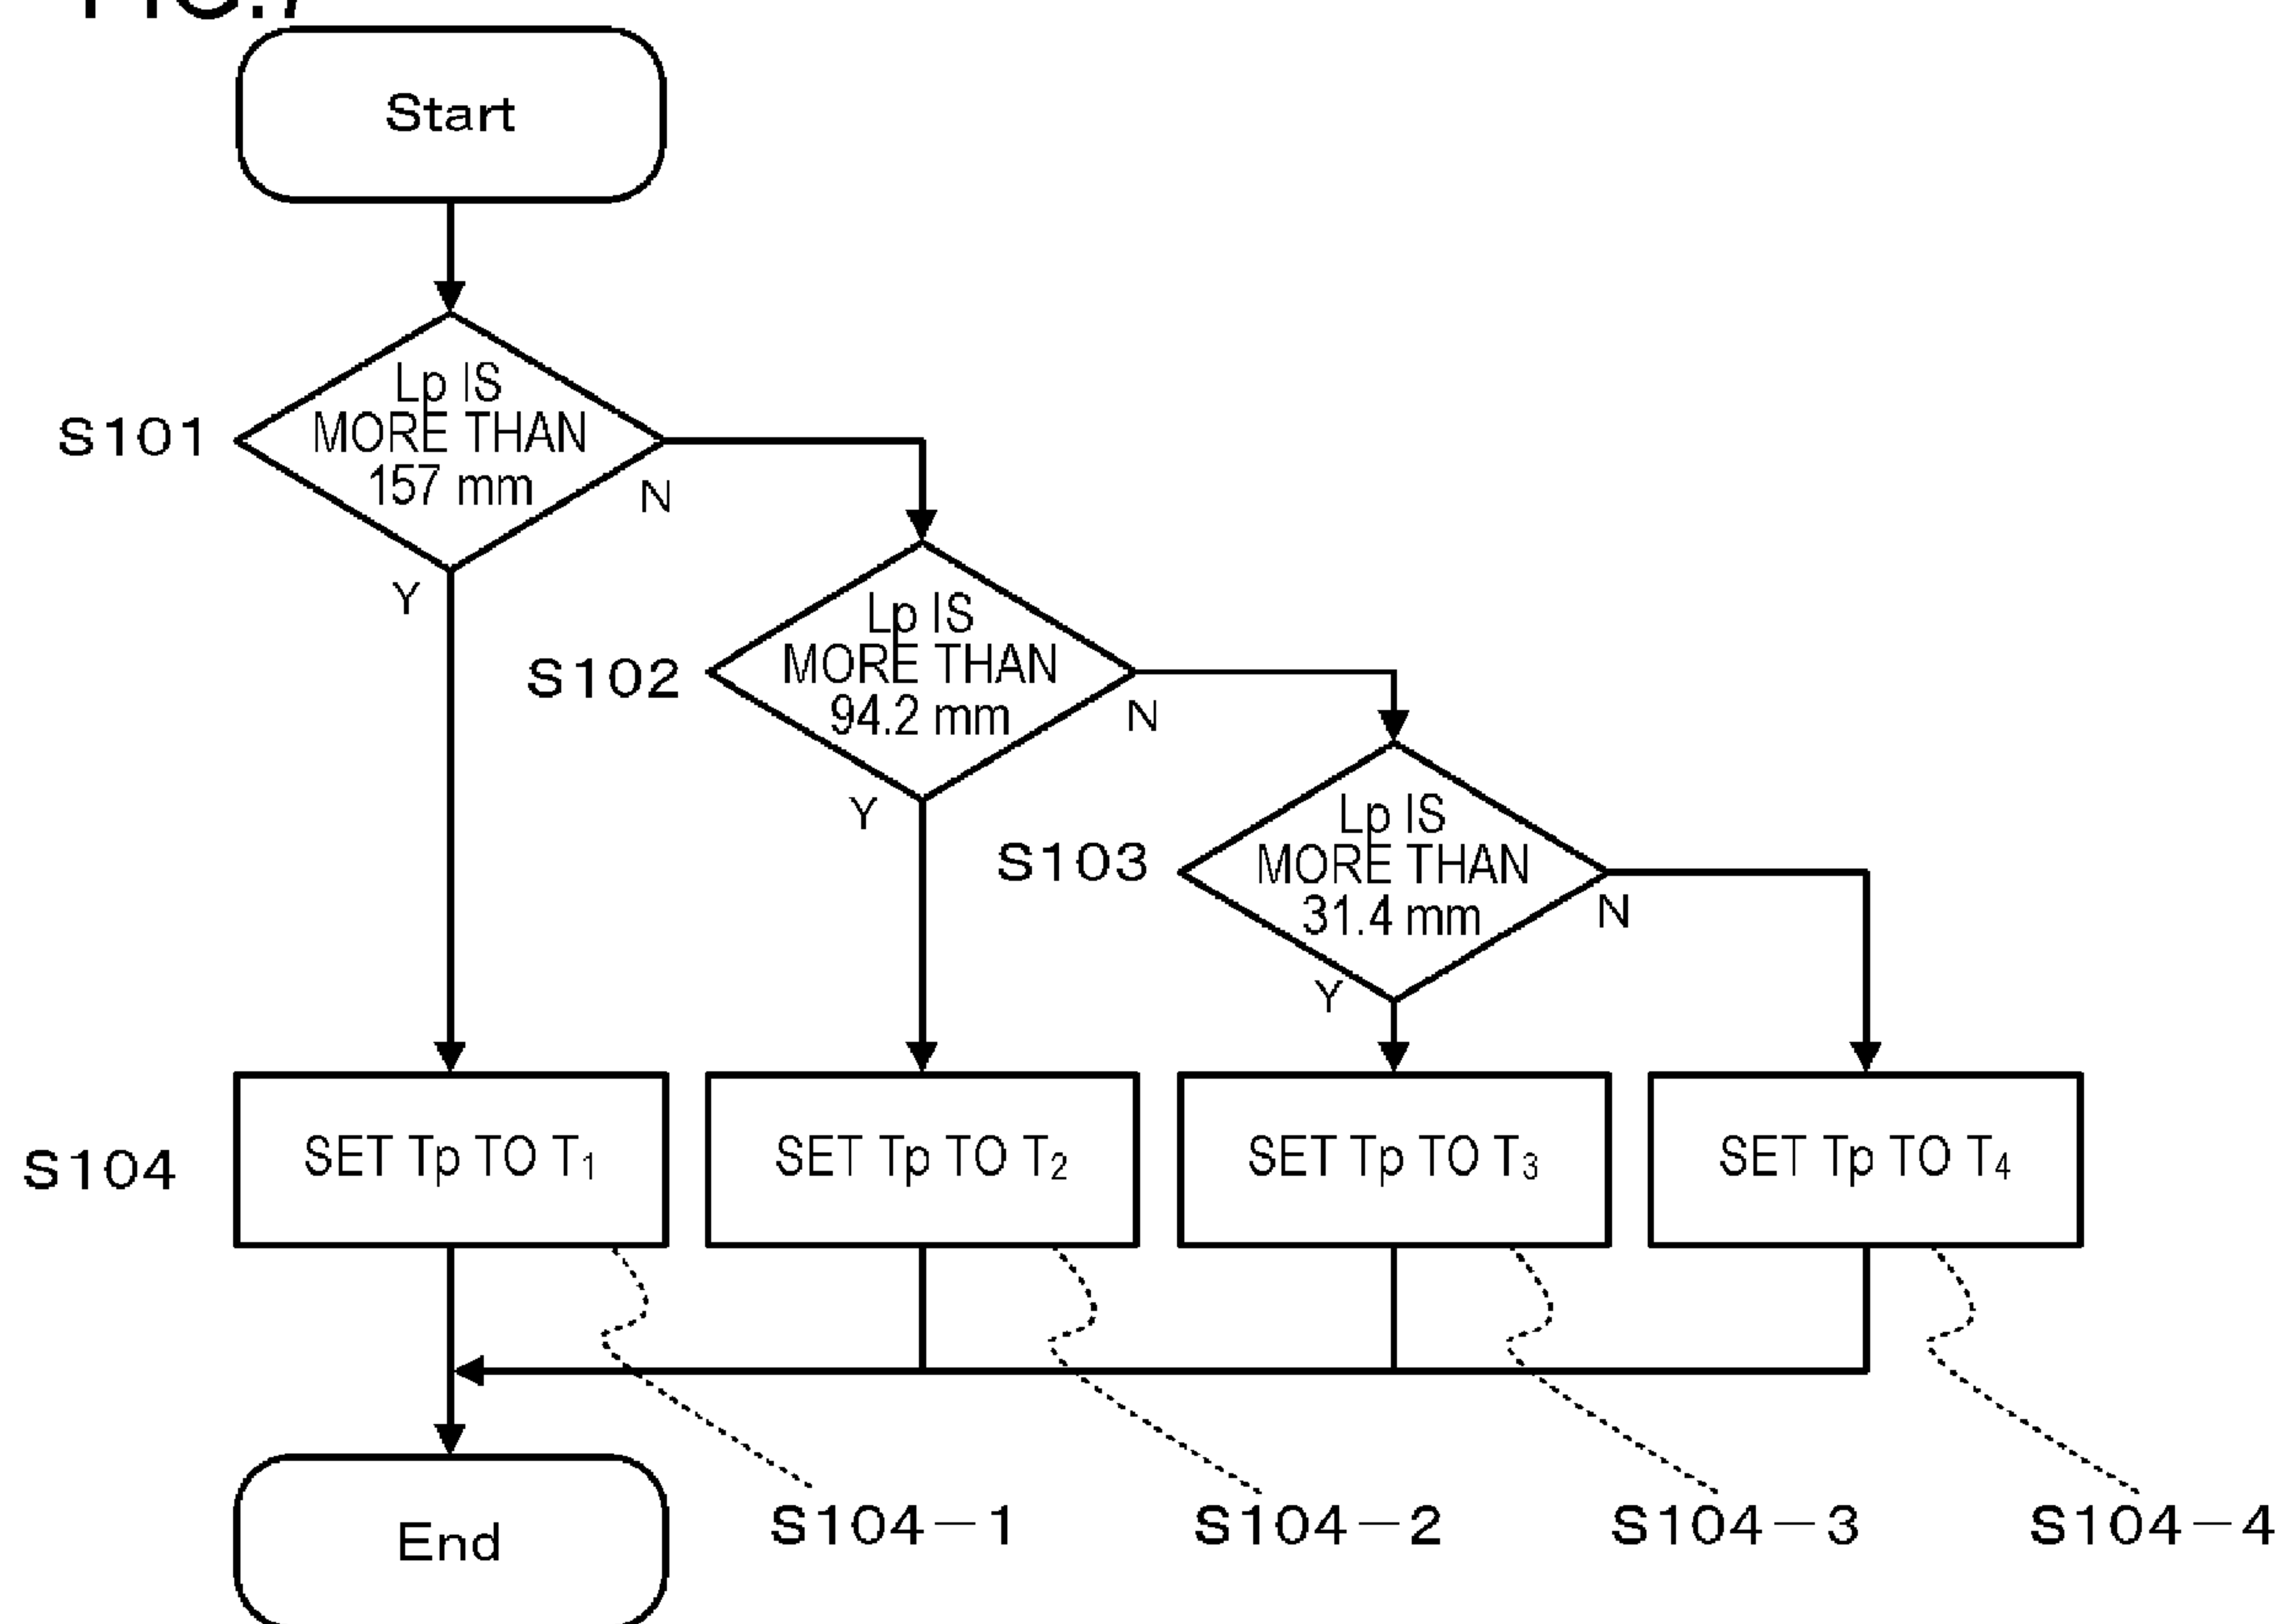 FIG.7
Start
Lp IS
MORE THAN
157 mm
S101
N
Y
Lp IS
MORE THAN
94.2 mm
S102
N
Y
Lp IS
MORE THAN
31.4 mm
S103
N
Y
S104
SET Tp TO T₁
SET Tp TO T₂
SET Tp TO T₃
SET Tp TO T₄
S104-1
S104-2
S104-3
S104-4
End